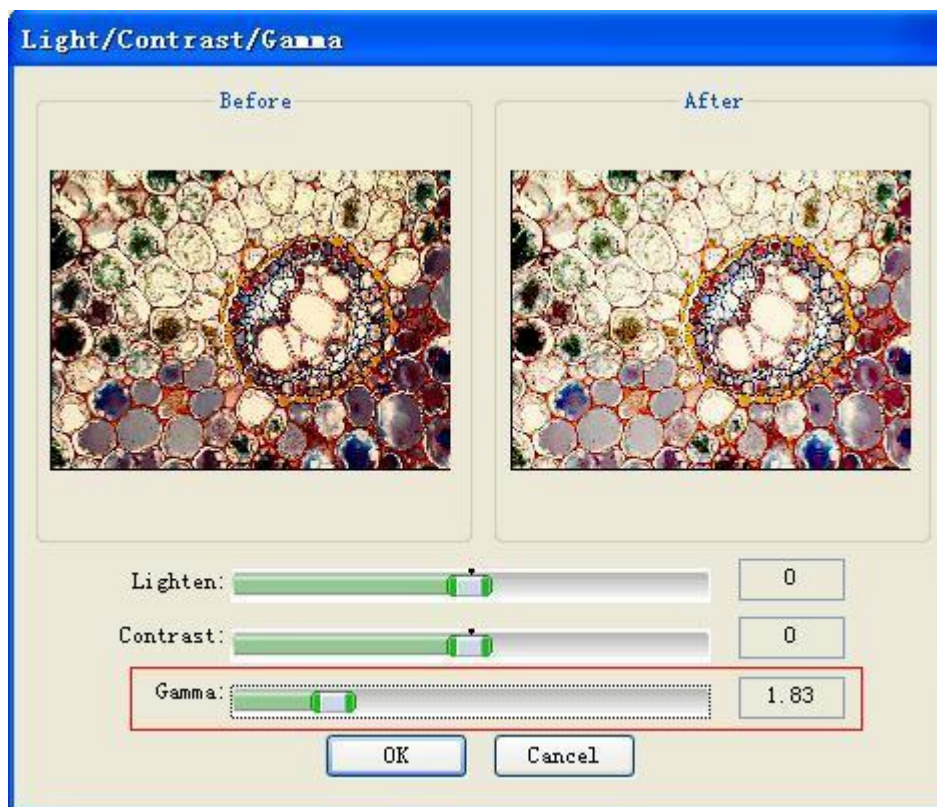 Light/Contrast/Gamma
Before
After
Lighten: 0
Contrast: 0
Gamma: 1.83
OK
Cancel